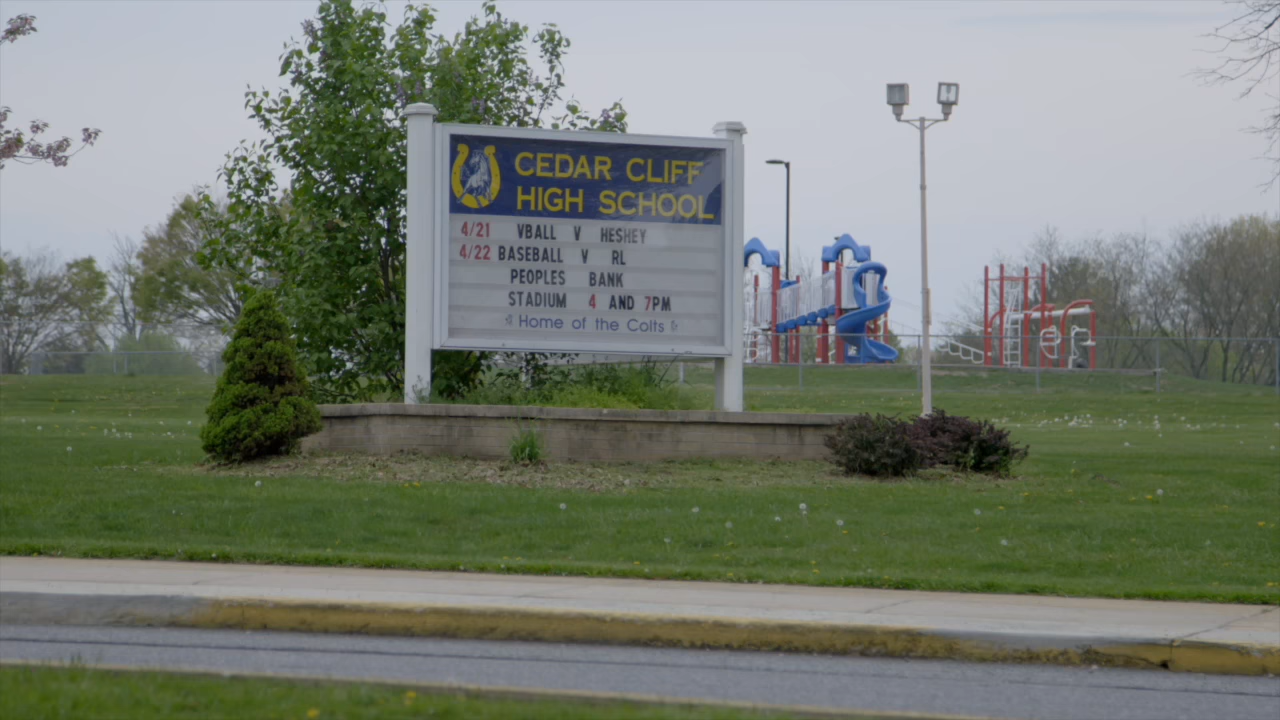 CEDAR CLIFF
HIGH SCHOOL
4/21 VBALL V HESHEY
4/22 BASEBALL V RL
PEOPLES BANK
STADIUM 4 AND 7PM
Home of the Colts